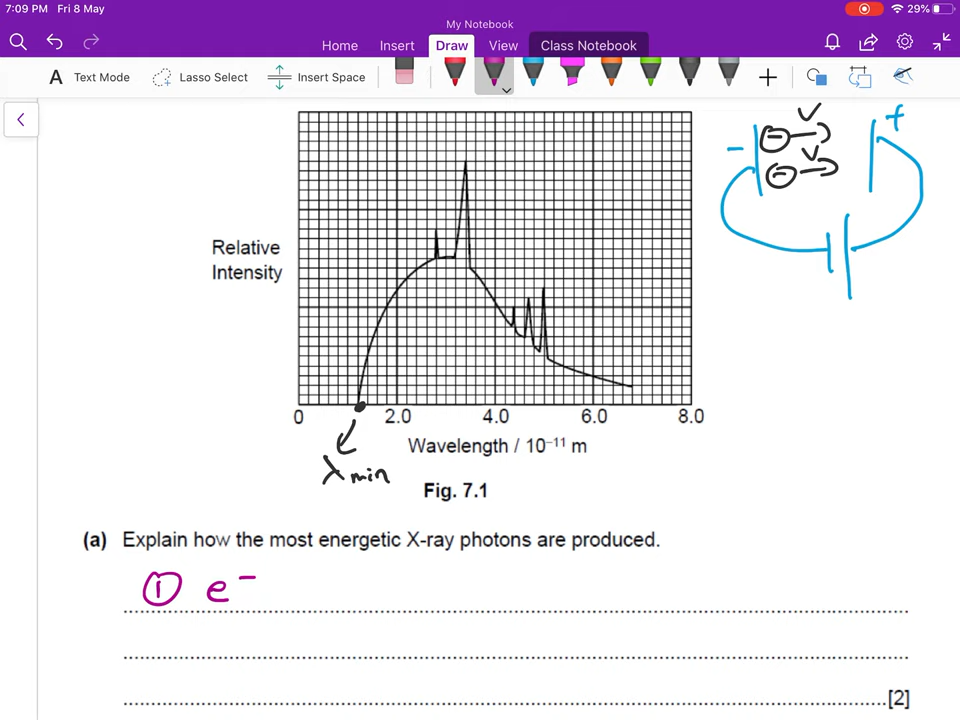 7:09 PM Fri 8 May
29%
My Notebook
Home Insert Draw View Class Notebook
A Text Mode Lasso Select Insert Space
Relative
Intensity
0 2.0 4.0 6.0 8.0
Wavelength / 10⁻¹¹ m
λmin
Fig. 7.1
- − v +
− v
(a) Explain how the most energetic X-ray photons are produced.
① e⁻
[2]